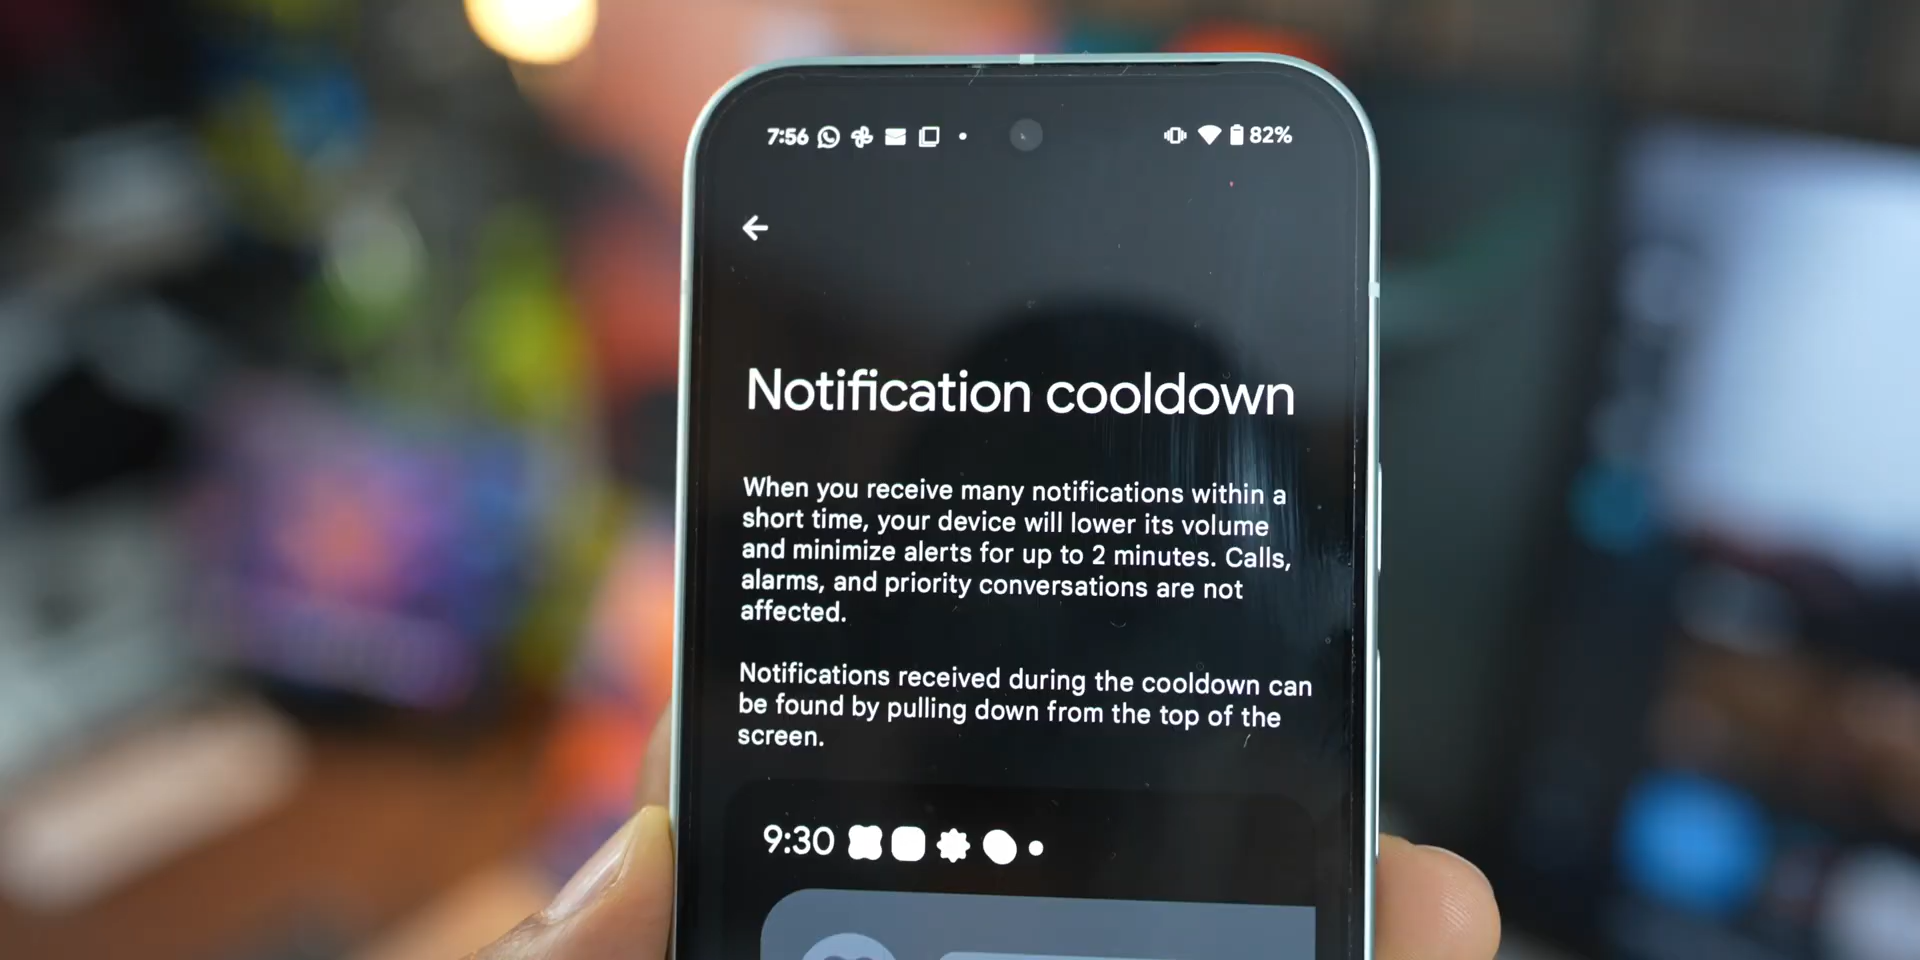 7:56 82%
Notification cooldown
When you receive many notifications within a
short time, your device will lower its volume
and minimize alerts for up to 2 minutes. Calls,
alarms, and priority conversations are not
affected.
Notifications received during the cooldown can
be found by pulling down from the top of the
screen.
9:30